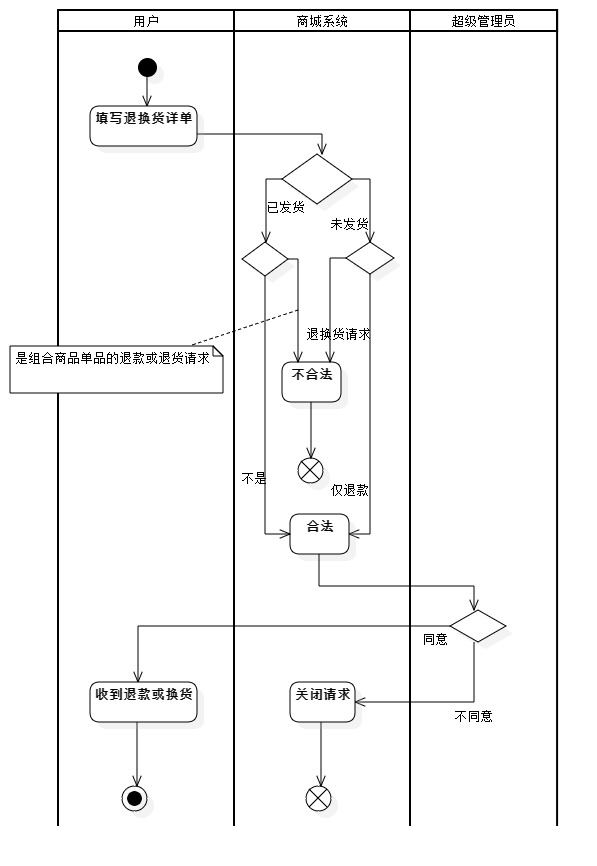 用户
商城系统
超级管理员
填写退换货详单
已发货
未发货
退换货请求
是组合商品单品的退款或退货请求
不合法
不是
仅退款
合法
同意
收到退款或换货
关闭请求
不同意